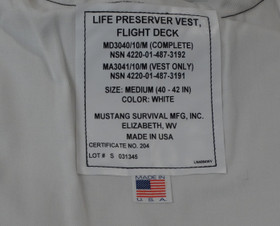 LIFE PRESERVER VEST,
FLIGHT DECK
MD3040/10/M (COMPLETE)
NSN 4220-01-487-3192
MA3041/10/M (VEST ONLY)
NSN 4220-01-487-3191
SIZE: MEDIUM (40 - 42 IN)
COLOR: WHITE
MUSTANG SURVIVAL MFG, INC.
ELIZABETH, WV
MADE IN USA
CERTIFICATE NO. 204
LOT # S 031345
MADE IN
U.S.A